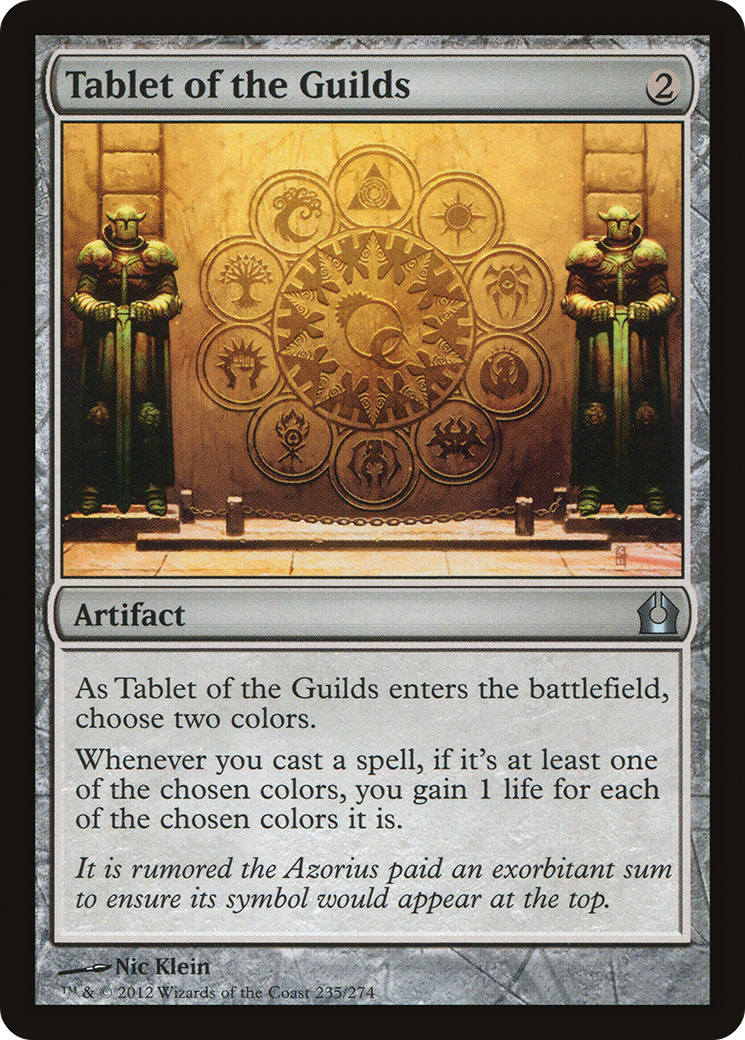 Tablet of the Guilds 2
Artifact
As Tablet of the Guilds enters the battlefield,
choose two colors.
Whenever you cast a spell, if it's at least one
of the chosen colors, you gain 1 life for each
of the chosen colors it is.
It is rumored the Azorius paid an exorbitant sum
to ensure its symbol would appear at the top.
Nic Klein
™ & © 2012 Wizards of the Coast 235/274